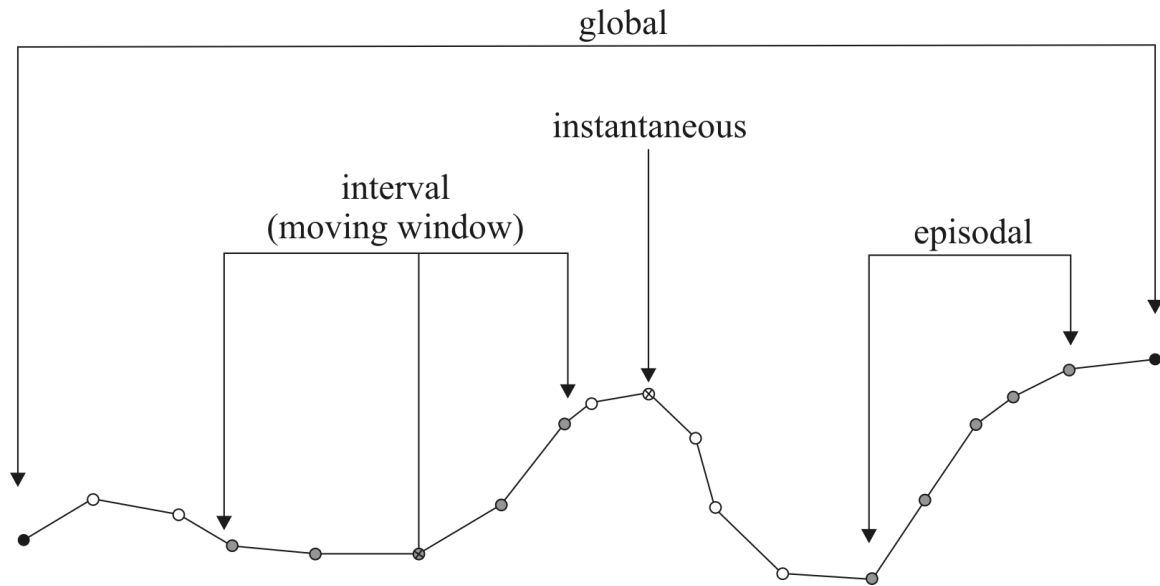 global
instantaneous
interval
(moving window)
episodal